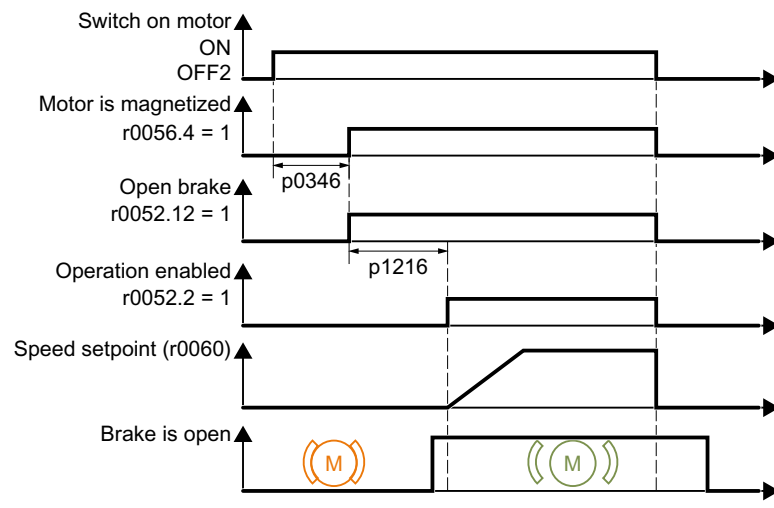 Switch on motor
ON
OFF2
Motor is magnetized
r0056.4 = 1
p0346
Open brake
r0052.12 = 1
p1216
Operation enabled
r0052.2 = 1
Speed setpoint (r0060)
Brake is open
M
M